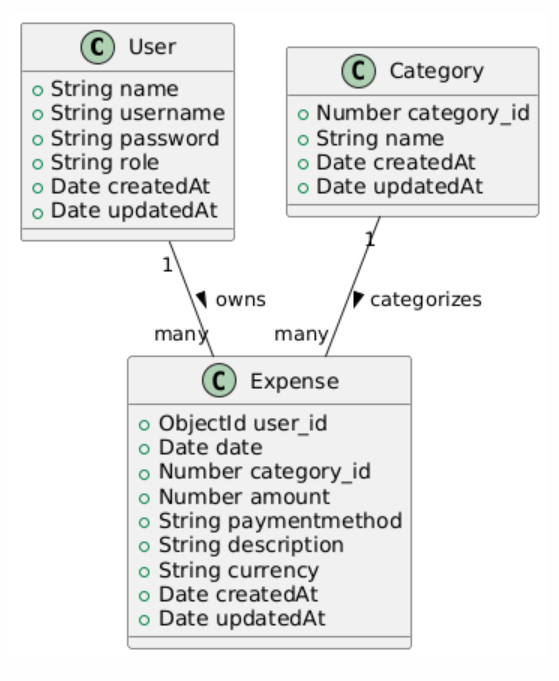 C User
String name
String username
String password
String role
Date createdAt
Date updatedAt
C Category
Number category_id
String name
Date createdAt
Date updatedAt
1
owns
many
1
categorizes
many
C Expense
ObjectId user_id
Date date
Number category_id
Number amount
String paymentmethod
String description
String currency
Date createdAt
Date updatedAt